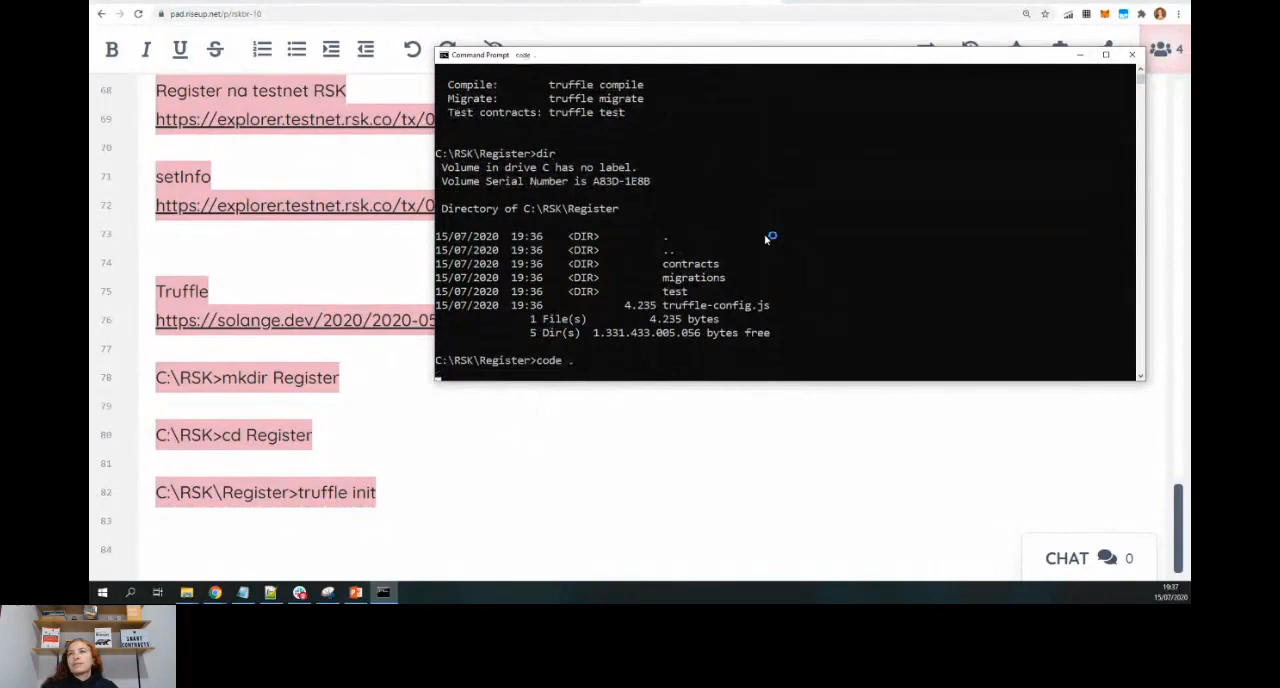 pad.riseup.net/p/rsktbr-10
B I U S
4
68 Register na testnet RSK
69 https://explorer.testnet.rsk.co/tx/0
70
71 setInfo
72 https://explorer.testnet.rsk.co/tx/0
73
74
75 Truffle
76 https://solange.dev/2020/2020-05
78 C:\RSK>mkdir Register
79
80 C:\RSK>cd Register
81
82 C:\RSK\Register>truffle init
83
84
Command Prompt - code .
Compile: truffle compile
Migrate: truffle migrate
Test contracts: truffle test
C:\RSK\Register>dir
Volume in drive C has no label.
Volume Serial Number is A83D-1E8B
Directory of C:\RSK\Register
15/07/2020 19:36 <DIR> .
15/07/2020 19:36 <DIR> ..
15/07/2020 19:36 <DIR> contracts
15/07/2020 19:36 <DIR> migrations
15/07/2020 19:36 <DIR> test
15/07/2020 19:36 4.235 truffle-config.js
1 File(s) 4.235 bytes
5 Dir(s) 1.331.433.005.056 bytes free
C:\RSK\Register>code .
CHAT 0
19:37
15/07/2020
SMART
CONTRACTS